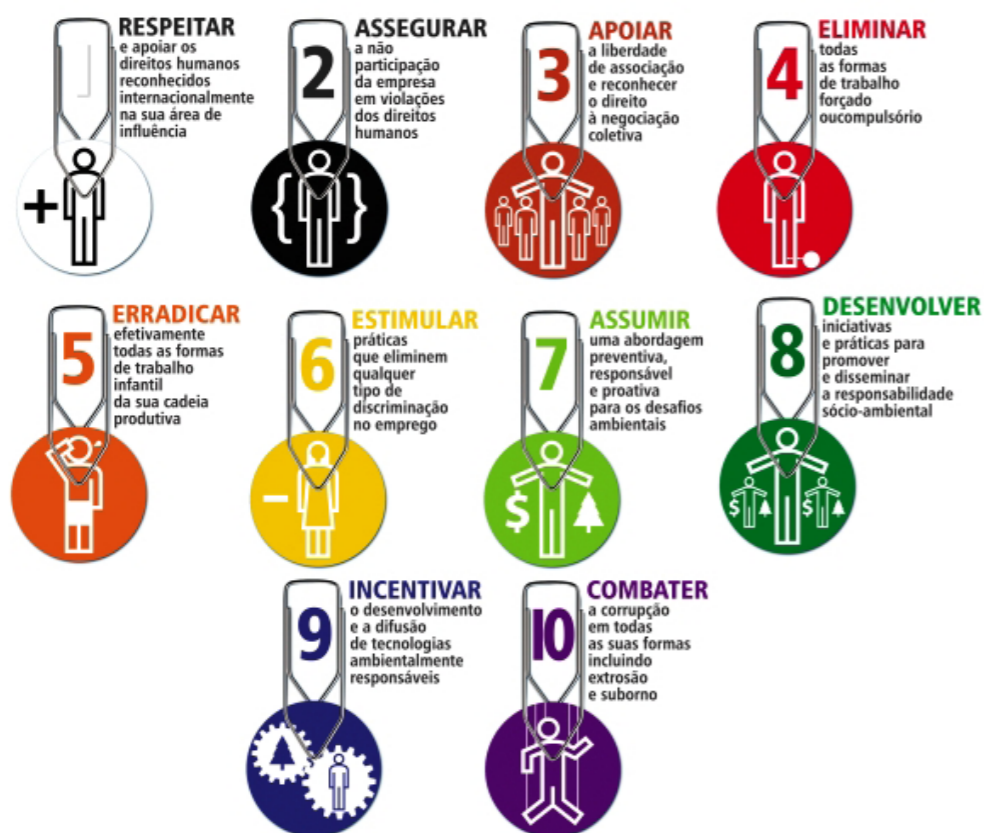 1
RESPEITAR
e apoiar os
direitos humanos
reconhecidos
internacionalmente
na sua área de
influência
+
2
ASSEGURAR
a não
participação
da empresa
em violações
dos direitos
humanos
{ }
3
APOIAR
a liberdade
de associação
e reconhecer
o direito
à negociação
coletiva
4
ELIMINAR
todas
as formas
de trabalho
forçado
oucompulsório
5
ERRADICAR
efetivamente
todas as formas
de trabalho
infantil
da sua cadeia
produtiva
6
ESTIMULAR
práticas
que eliminem
qualquer
tipo de
discriminação
no emprego
-
7
ASSUMIR
uma abordagem
preventiva,
responsável
e proativa
para os desafios
ambientais
$
8
DESENVOLVER
iniciativas
e práticas para
promover
e disseminar
a responsabilidade
sócio-ambiental
$ $
9
INCENTIVAR
o desenvolvimento
e a difusão
de tecnologias
ambientalmente
responsáveis
10
COMBATER
a corrupção
em todas
as suas formas
incluindo
extrosão
e suborno